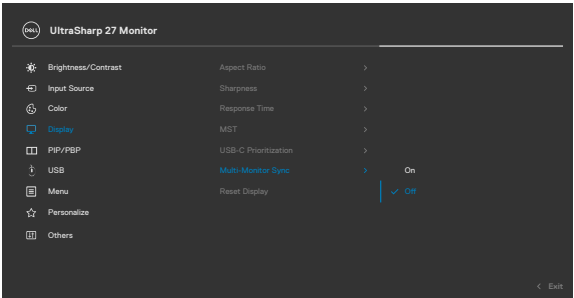 DELL UltraSharp 27 Monitor
Brightness/Contrast Aspect Ratio >
Input Source Sharpness >
Color Response Time >
Display MST >
PIP/PBP USB-C Prioritization >
USB Multi-Monitor Sync > On
Menu Reset Display Off
Personalize
Others
< Exit